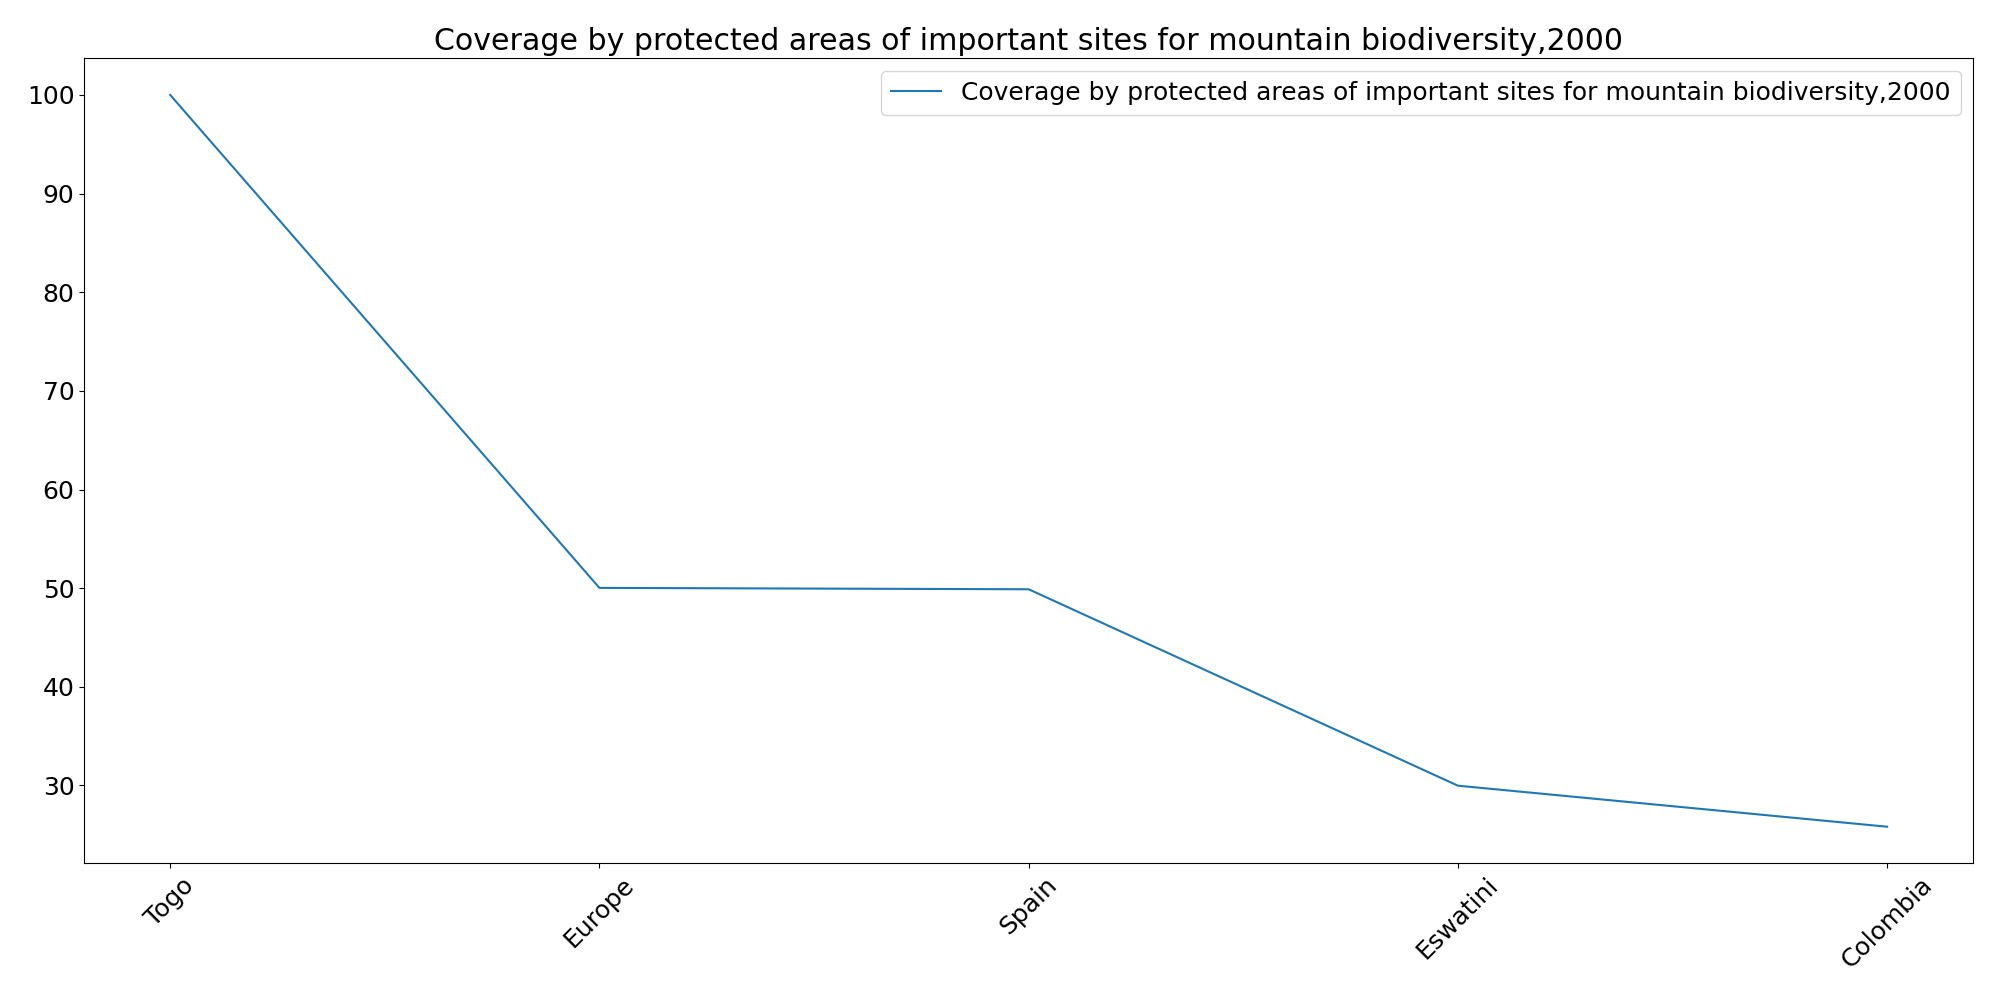 Coverage by protected areas of important sites for mountain biodiversity,2000
Coverage by protected areas of important sites for mountain biodiversity,2000
100
90
80
70
60
50
40
30
Togo
Europe
Spain
Eswatini
Colombia